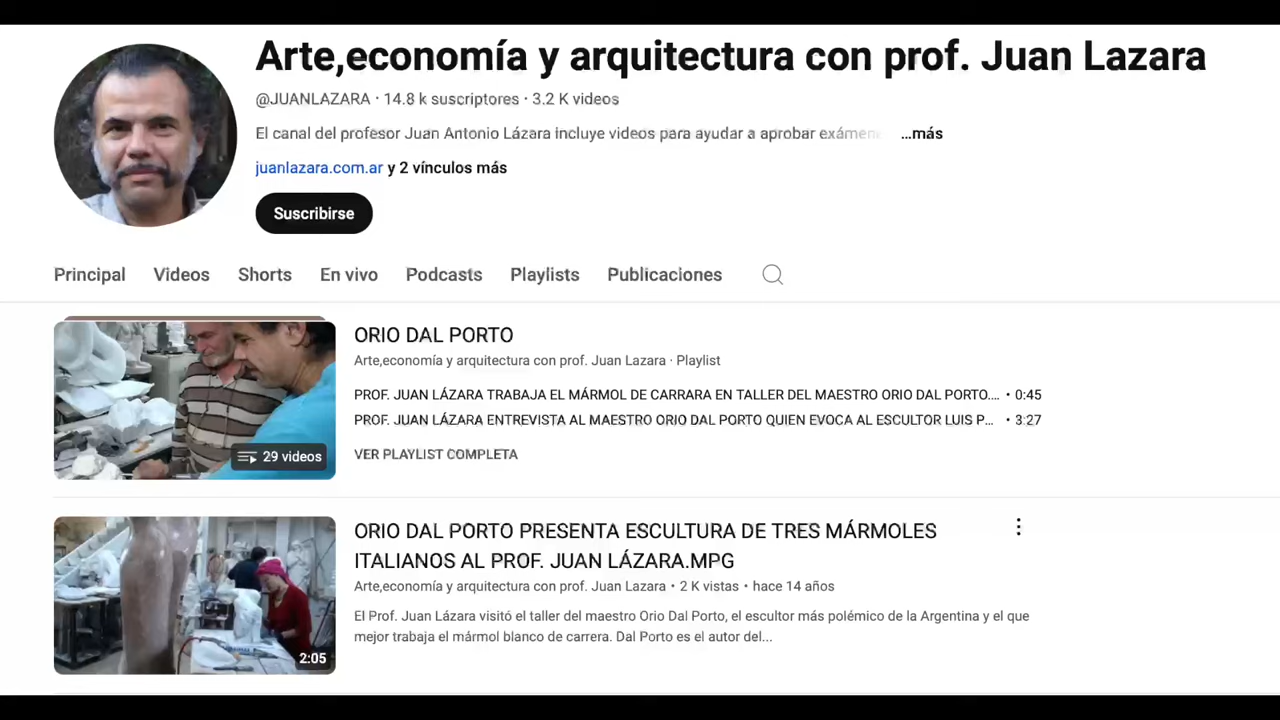 Arte,economía y arquitectura con prof. Juan Lazara
@JUANLAZARA · 14.8 k suscriptores · 3.2 K videos
El canal del profesor Juan Antonio Lázara incluye videos para ayudar a aprobar exámene ...más
juanlazara.com.ar y 2 vínculos más
Suscribirse
Principal Videos Shorts En vivo Podcasts Playlists Publicaciones
ORIO DAL PORTO
Arte,economía y arquitectura con prof. Juan Lazara · Playlist
PROF. JUAN LÁZARA TRABAJA EL MÁRMOL DE CARRARA EN TALLER DEL MAESTRO ORIO DAL PORTO.... • 0:45
PROF. JUAN LÁZARA ENTREVISTA AL MAESTRO ORIO DAL PORTO QUIEN EVOCA AL ESCULTOR LUIS P... • 3:27
29 videos
VER PLAYLIST COMPLETA
ORIO DAL PORTO PRESENTA ESCULTURA DE TRES MÁRMOLES
ITALIANOS AL PROF. JUAN LÁZARA.MPG
Arte,economía y arquitectura con prof. Juan Lazara • 2 K vistas • hace 14 años
El Prof. Juan Lázara visitó el taller del maestro Orio Dal Porto, el escultor más polémico de la Argentina y el que
mejor trabaja el mármol blanco de carrera. Dal Porto es el autor del...
2:05